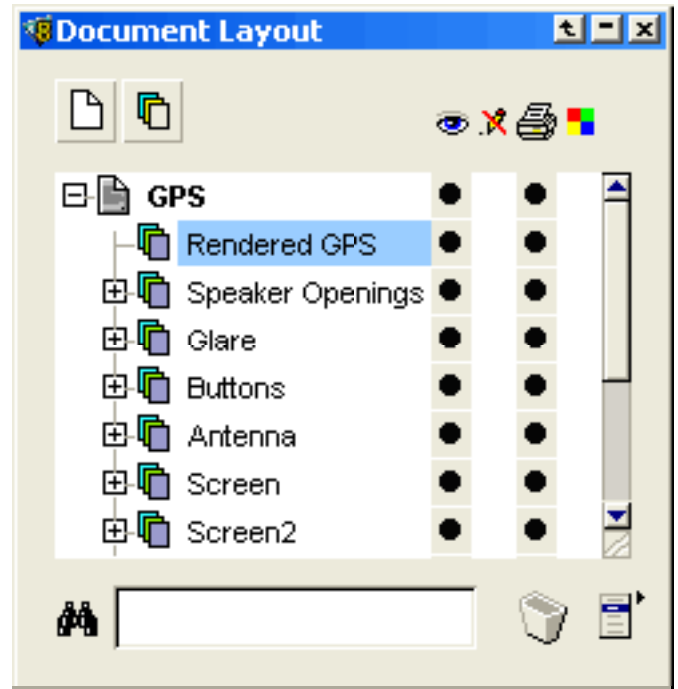 Document Layout
GPS
Rendered GPS
Speaker Openings
Glare
Buttons
Antenna
Screen
Screen2